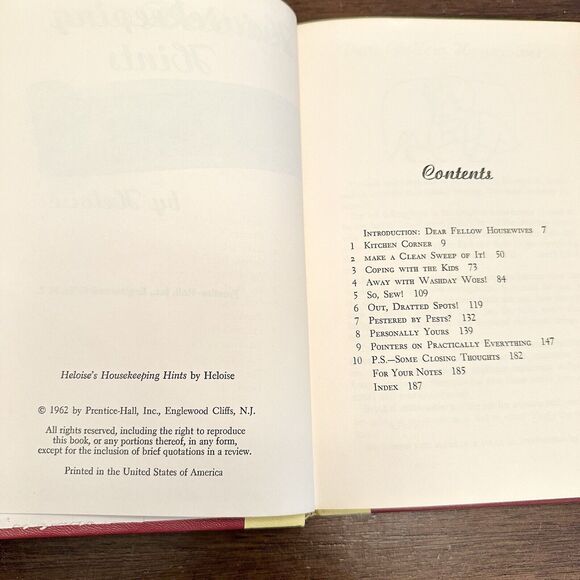 Heloise's Housekeeping Hints by Heloise
© 1962 by Prentice-Hall, Inc., Englewood Cliffs, N.J.
All rights reserved, including the right to reproduce
this book, or any portions thereof, in any form,
except for the inclusion of brief quotations in a review.
Printed in the United States of America
Contents
Introduction: Dear Fellow Housewives 7
1 Kitchen Corner 9
2 make a Clean Sweep of It! 50
3 Coping with the Kids 73
4 Away with Washday Woes! 84
5 So, Sew! 109
6 Out, Dratted Spots! 119
7 Pestered by Pests? 132
8 Personally Yours 139
9 Pointers on Practically Everything 147
10 P.S.—Some Closing Thoughts 182
For Your Notes 185
Index 187